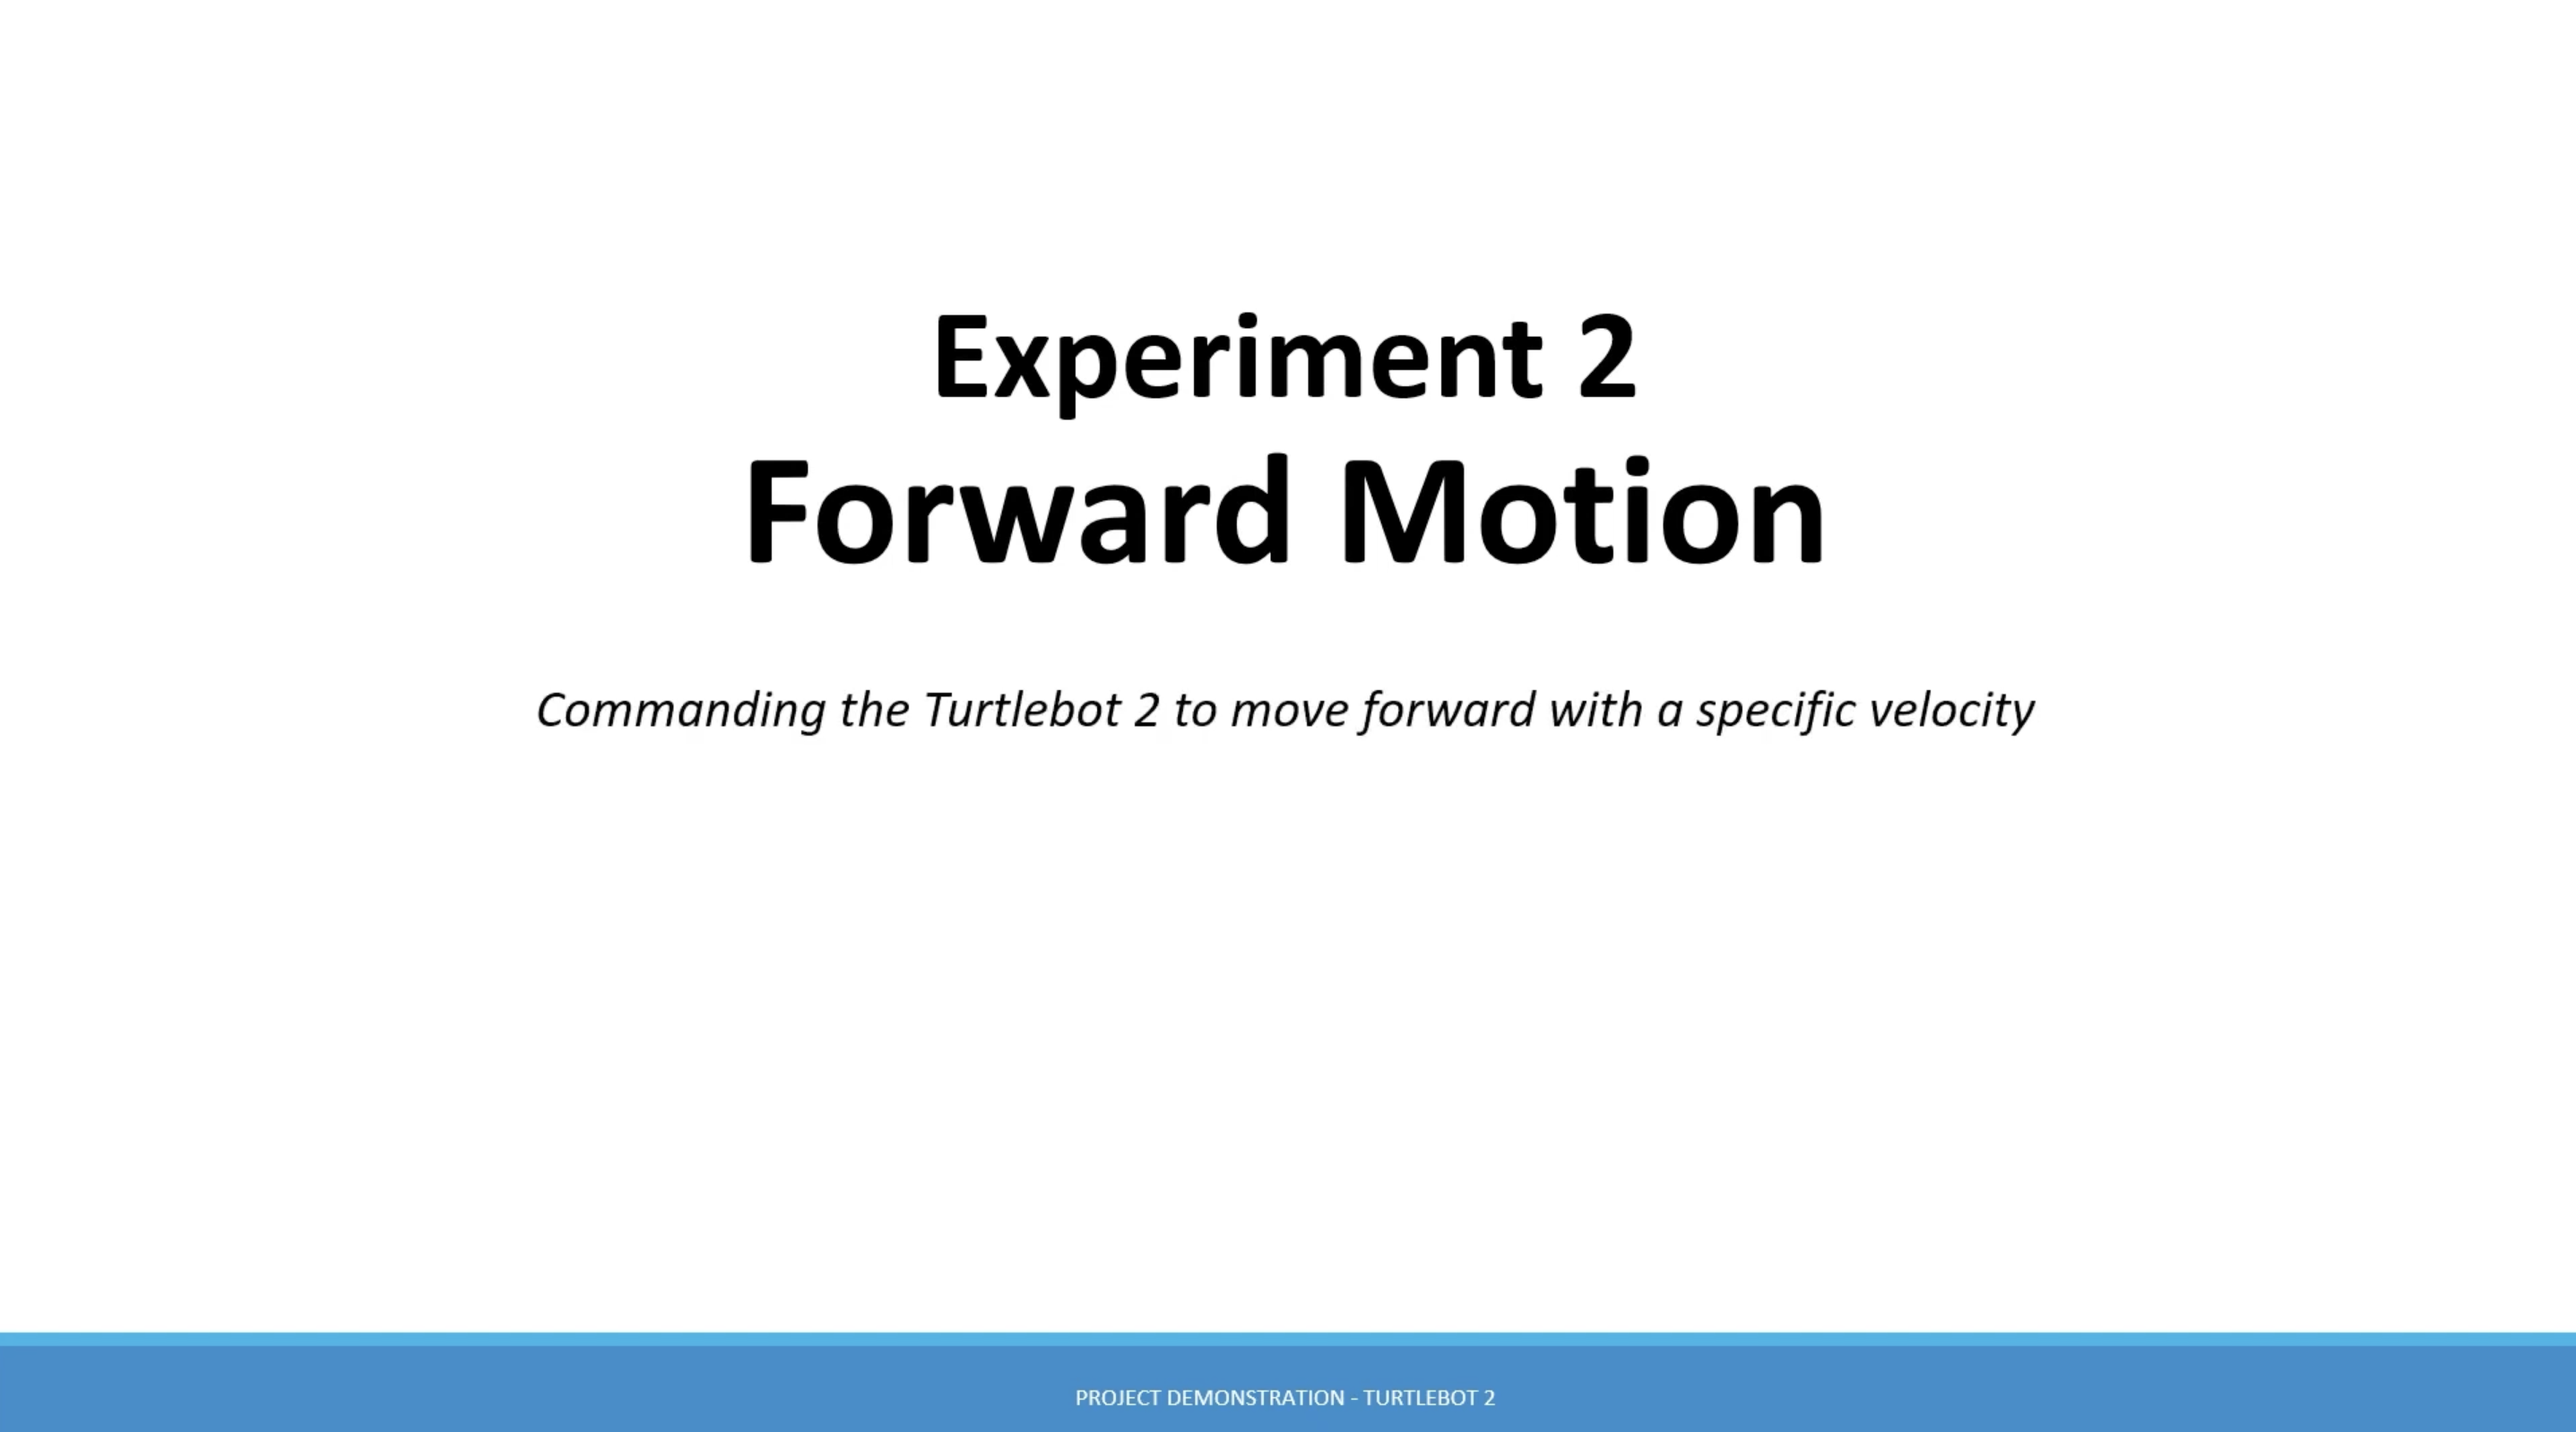 Experiment 2
Forward Motion
Commanding the Turtlebot 2 to move forward with a specific velocity
PROJECT DEMONSTRATION - TURTLEBOT 2